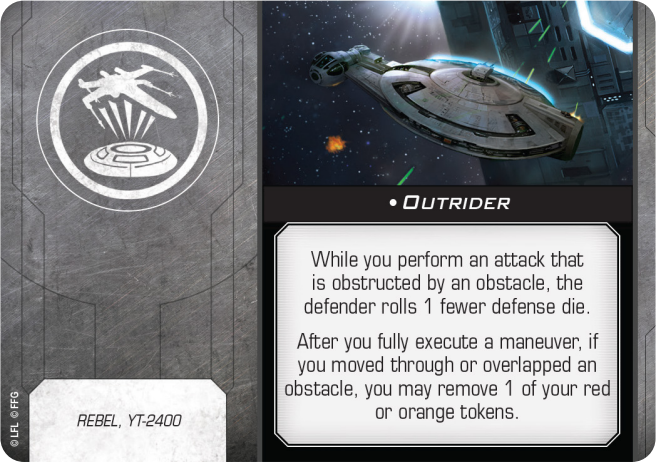 • OUTRIDER
While you perform an attack that
is obstructed by an obstacle, the
defender rolls 1 fewer defense die.
After you fully execute a maneuver, if
you moved through or overlapped an
obstacle, you may remove 1 of your red
or orange tokens.
REBEL, YT-2400
© LFL © FFG